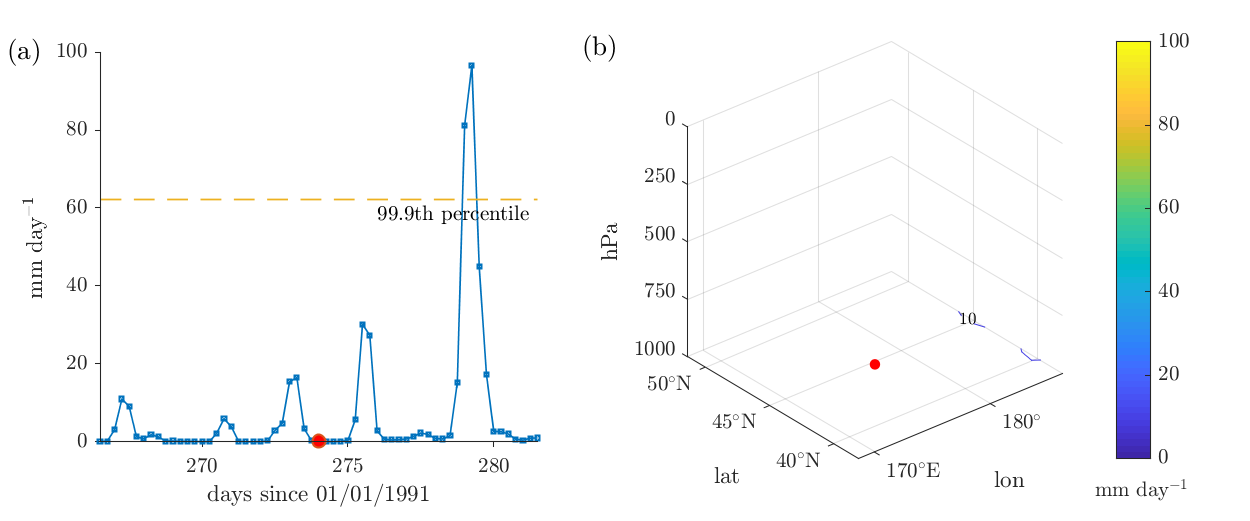 (a)
100
80
60
40
20
0
mm day⁻¹
99.9th percentile
270
275
280
days since 01/01/1991
(b)
0
250
500
750
1000
hPa
50°N
45°N
40°N
lat
170°E
180°
lon
10
100
80
60
40
20
0
mm day⁻¹